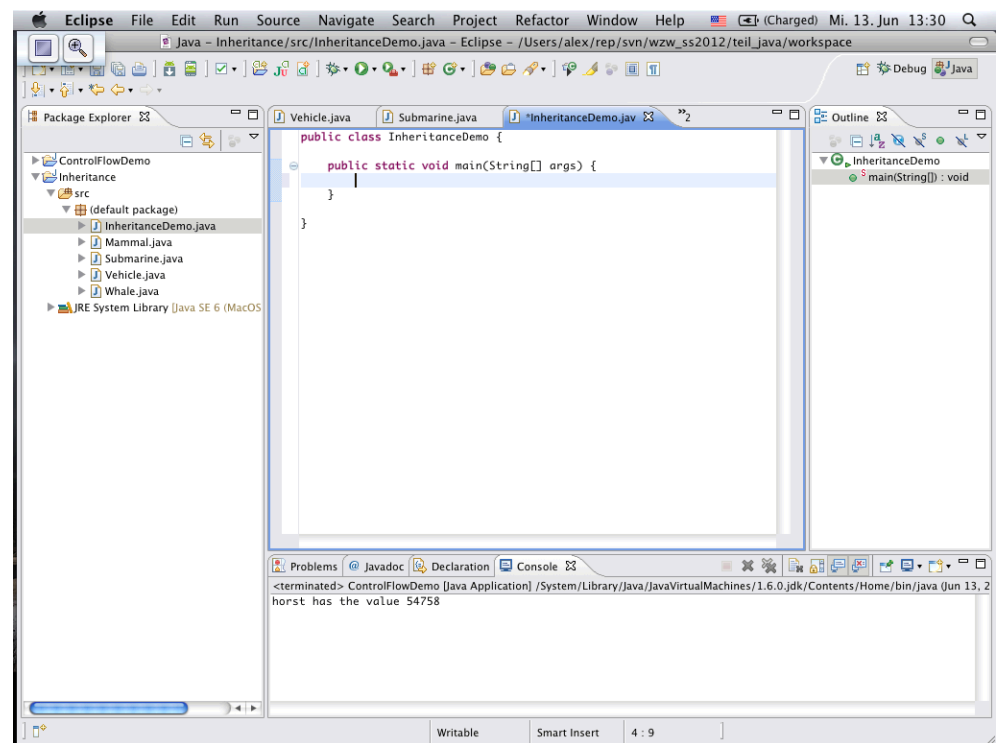 Eclipse File Edit Run Source Navigate Search Project Refactor Window Help (Charged) Mi. 13. Jun 13:30
Java – Inheritance/src/InheritanceDemo.java – Eclipse – /Users/alex/rep/svn/wzw_ss2012/teil_java/workspace
Debug Java
Package Explorer
ControlFlowDemo
Inheritance
src
(default package)
InheritanceDemo.java
Mammal.java
Submarine.java
Vehicle.java
Whale.java
JRE System Library [Java SE 6 (MacOS
Vehicle.java Submarine.java *InheritanceDemo.jav »2
public class InheritanceDemo {
public static void main(String[] args) {
}
}
Outline
InheritanceDemo
main(String[]) : void
Problems @ Javadoc Declaration Console
<terminated> ControlFlowDemo [Java Application] /System/Library/Java/JavaVirtualMachines/1.6.0.jdk/Contents/Home/bin/java (Jun 13, 2
horst has the value 54758
Writable Smart Insert 4 : 9